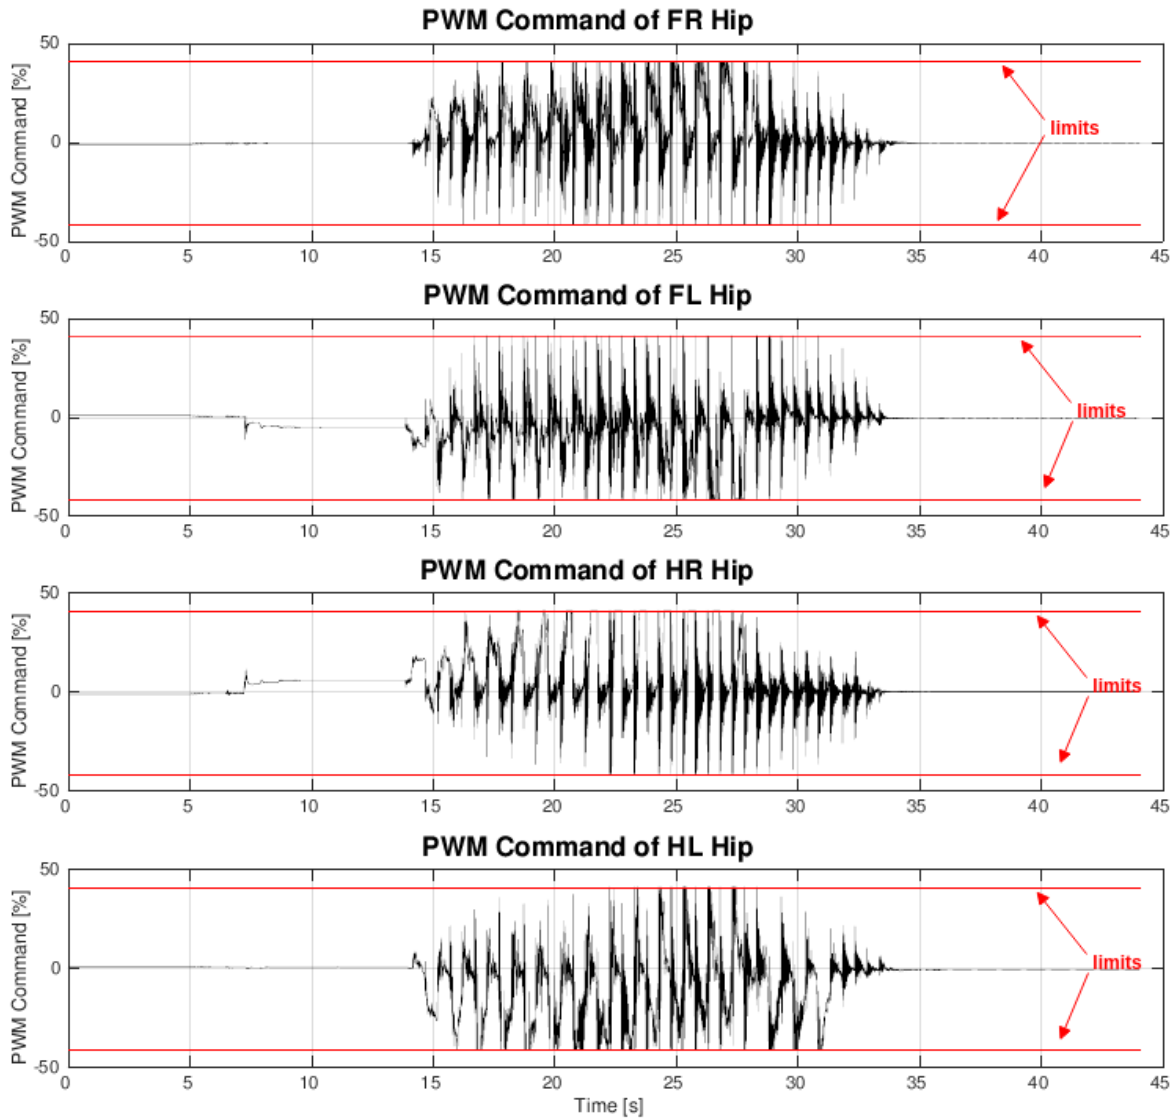 PWM Command of FR Hip
PWM Command [%]
50
0
-50
limits
0 5 10 15 20 25 30 35 40 45
PWM Command of FL Hip
PWM Command [%]
50
0
-50
limits
0 5 10 15 20 25 30 35 40 45
PWM Command of HR Hip
PWM Command [%]
50
0
-50
limits
0 5 10 15 20 25 30 35 40 45
PWM Command of HL Hip
PWM Command [%]
50
0
-50
limits
0 5 10 15 20 25 30 35 40 45
Time [s]